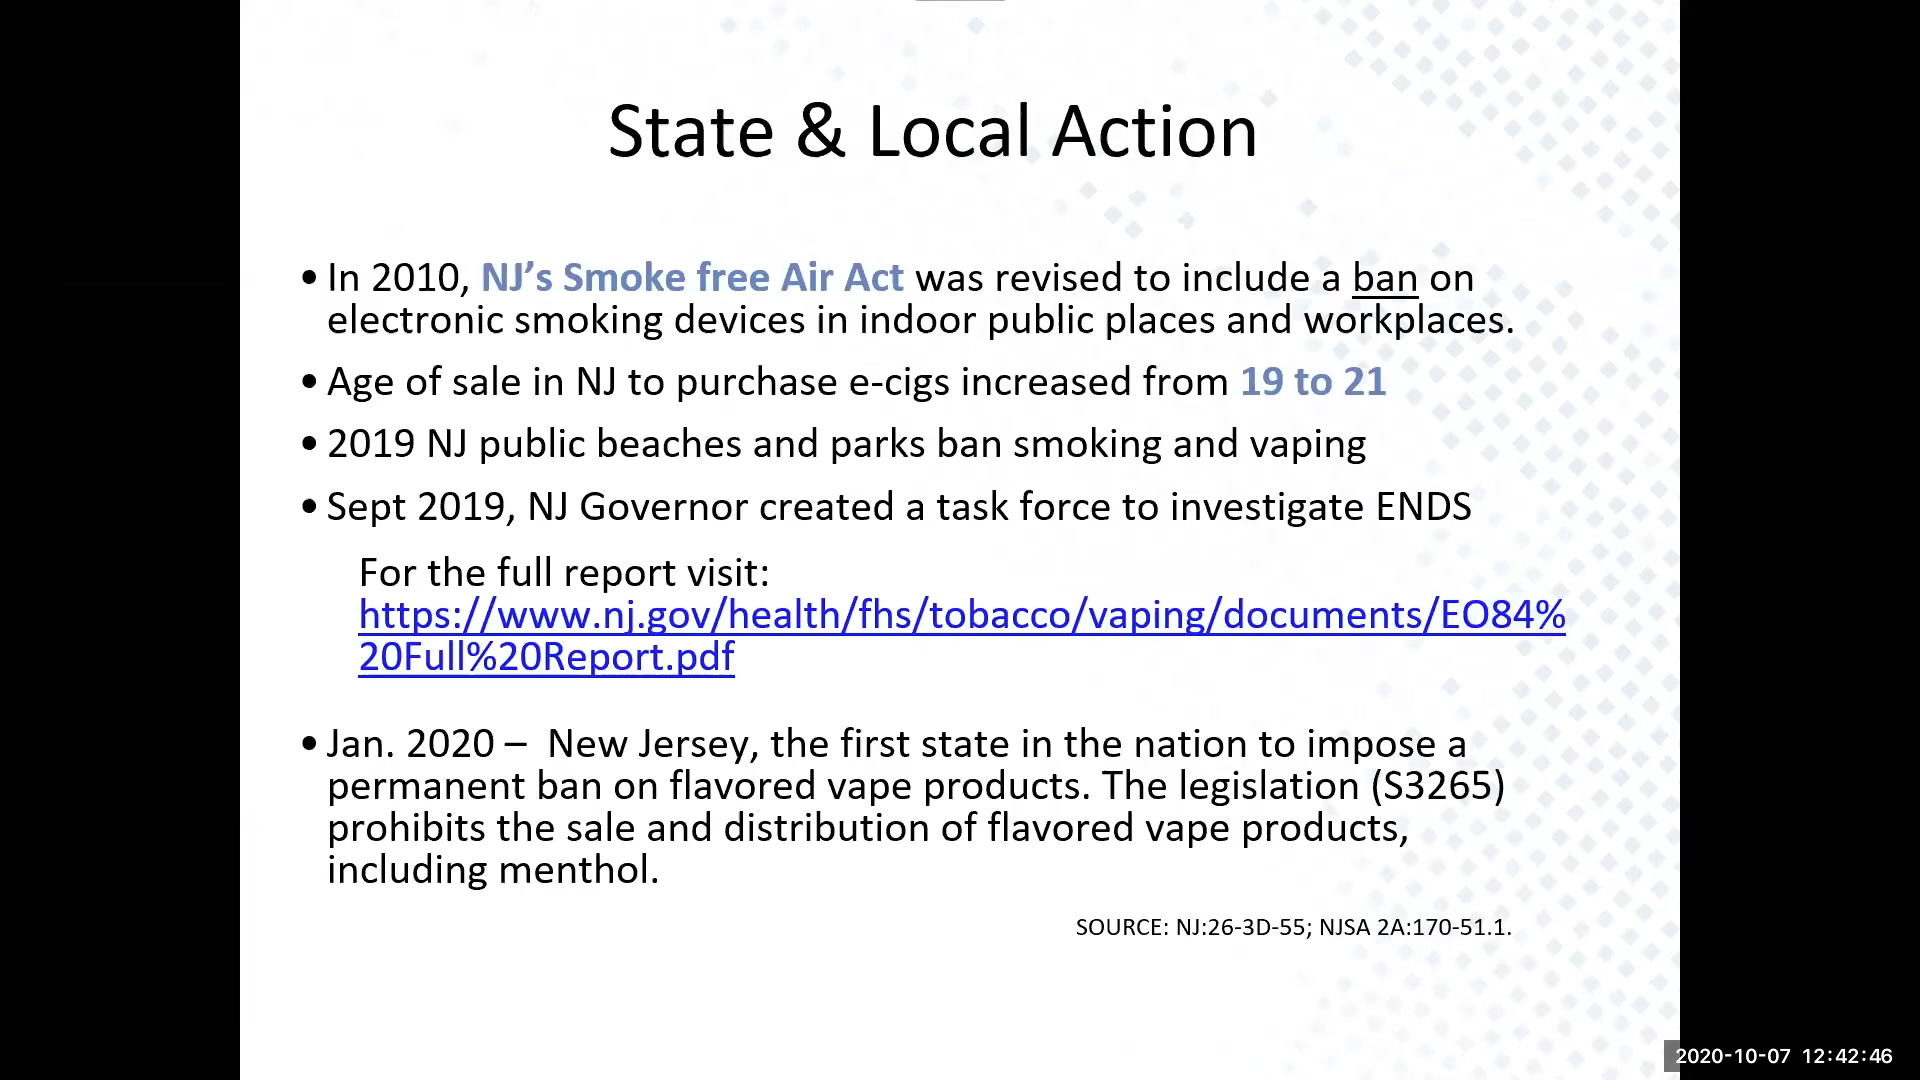 State & Local Action
• In 2010, NJ’s Smoke free Air Act was revised to include a ban on
electronic smoking devices in indoor public places and workplaces.
• Age of sale in NJ to purchase e-cigs increased from 19 to 21
• 2019 NJ public beaches and parks ban smoking and vaping
• Sept 2019, NJ Governor created a task force to investigate ENDS
For the full report visit:
https://www.nj.gov/health/fhs/tobacco/vaping/documents/EO84%
20Full%20Report.pdf
• Jan. 2020 – New Jersey, the first state in the nation to impose a
permanent ban on flavored vape products. The legislation (S3265)
prohibits the sale and distribution of flavored vape products,
including menthol.
SOURCE: NJ:26-3D-55; NJSA 2A:170-51.1.
2020-10-07 12:42:46